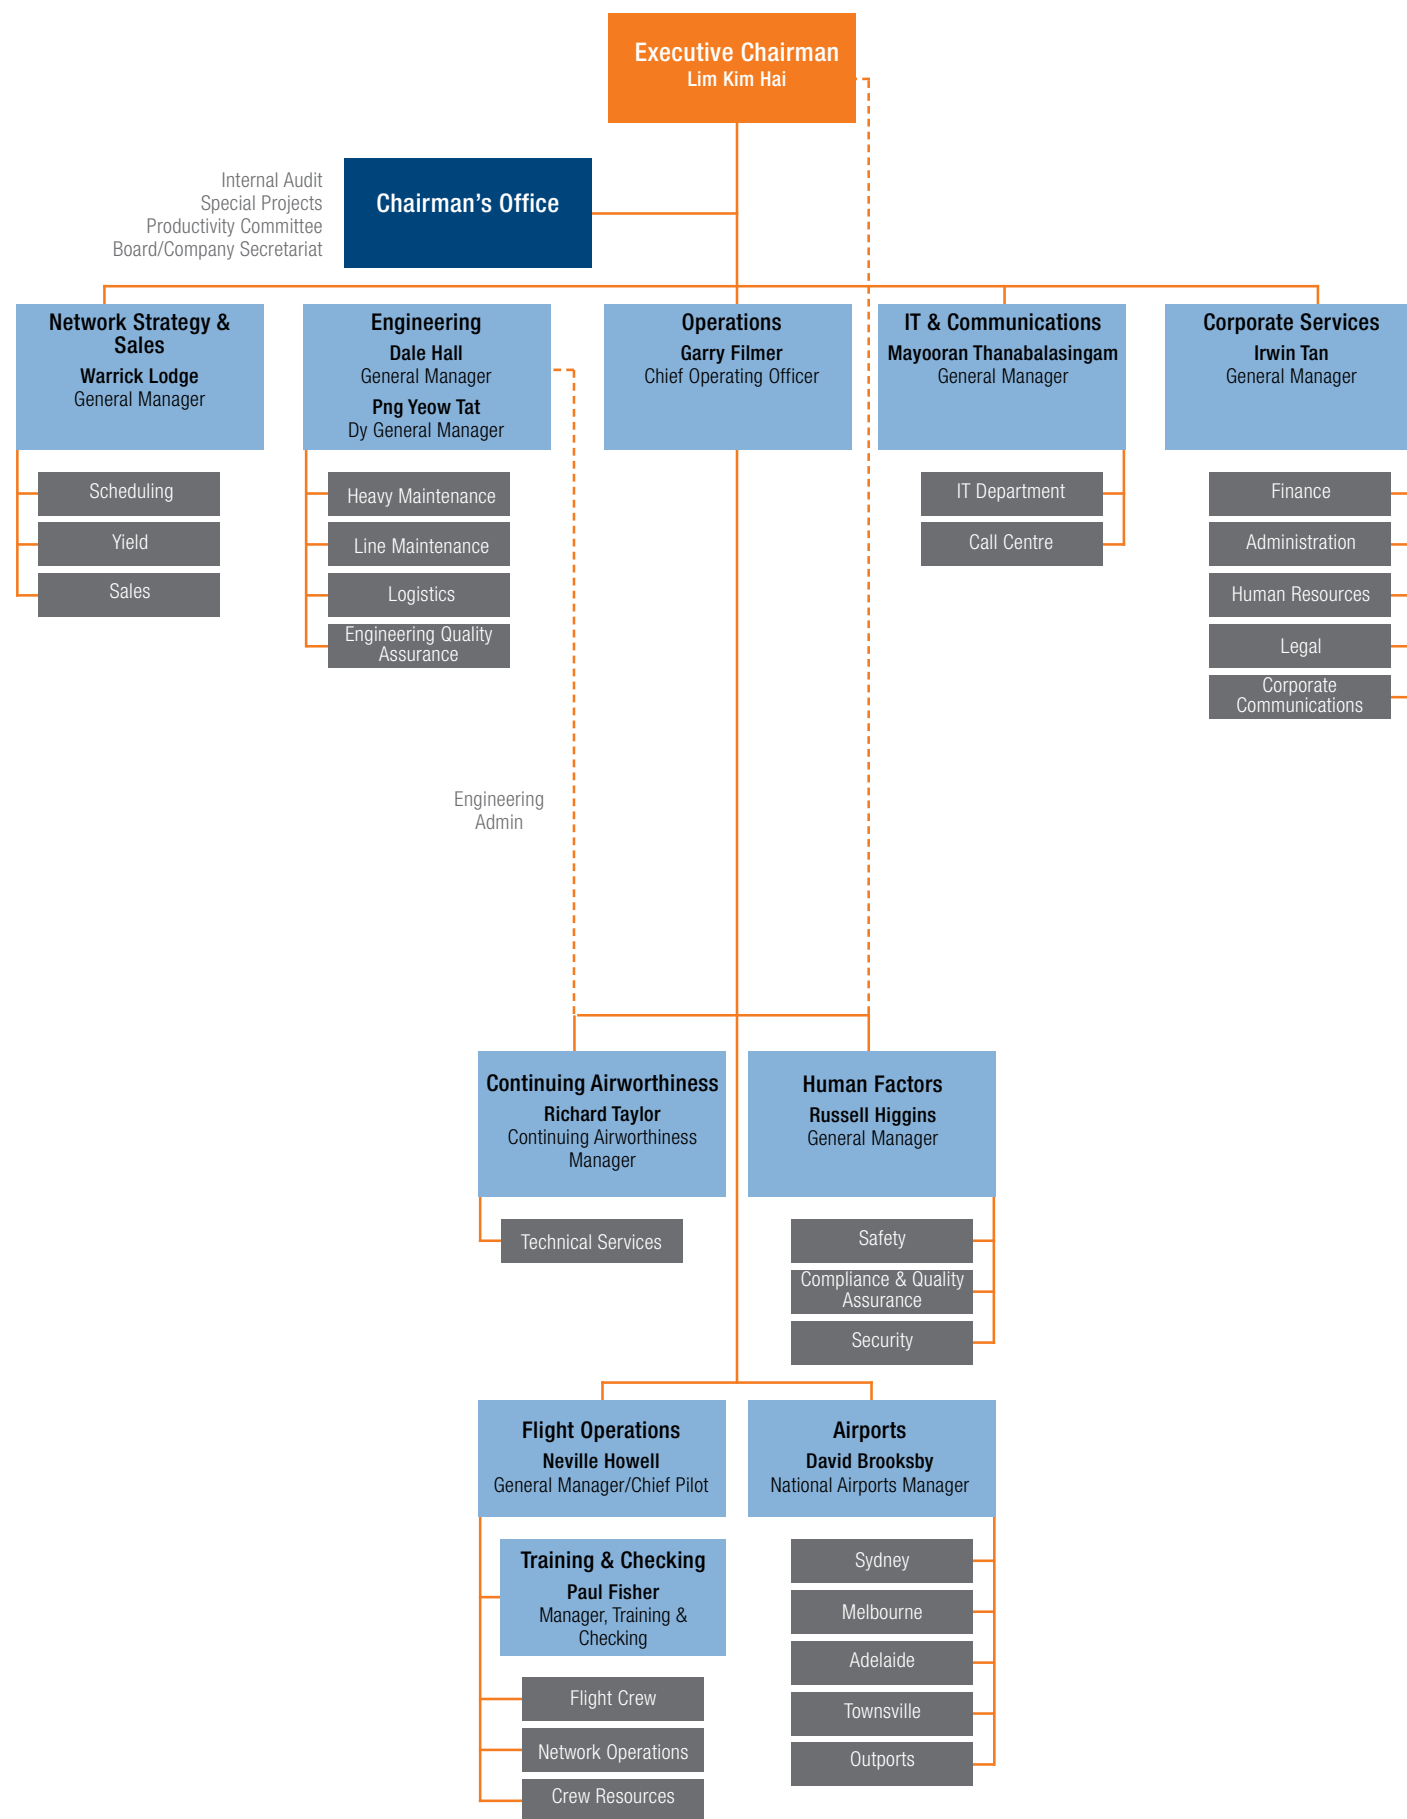 Executive Chairman
Lim Kim Hai
Internal Audit
Special Projects
Productivity Committee
Board/Company Secretariat
Chairman’s Office
Network Strategy &
Sales
Warrick Lodge
General Manager
Scheduling
Yield
Sales
Engineering
Dale Hall
General Manager
Png Yeow Tat
Dy General Manager
Heavy Maintenance
Line Maintenance
Logistics
Engineering Quality
Assurance
Operations
Garry Filmer
Chief Operating Officer
IT & Communications
Mayooran Thanabalasingam
General Manager
IT Department
Call Centre
Corporate Services
Irwin Tan
General Manager
Finance
Administration
Human Resources
Legal
Corporate
Communications
Engineering
Admin
Continuing Airworthiness
Richard Taylor
Continuing Airworthiness
Manager
Technical Services
Human Factors
Russell Higgins
General Manager
Safety
Compliance & Quality
Assurance
Security
Flight Operations
Neville Howell
General Manager/Chief Pilot
Training & Checking
Paul Fisher
Manager, Training &
Checking
Flight Crew
Network Operations
Crew Resources
Airports
David Brooksby
National Airports Manager
Sydney
Melbourne
Adelaide
Townsville
Outports